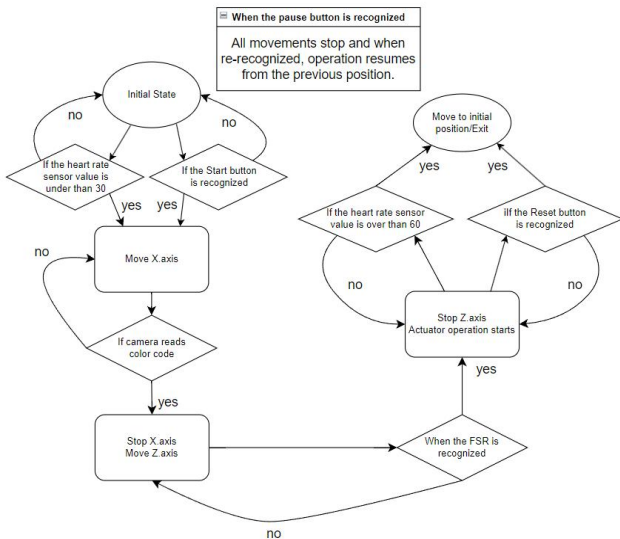 When the pause button is recognized
All movements stop and when
re-recognized, operation resumes
from the previous position.
Initial State
no
no
If the heart rate
sensor value is
under than 30
If the Start button
is recognized
yes
yes
Move X.axis
no
If camera reads
color code
yes
Stop X.axis
Move Z.axis
When the FSR is
recognized
no
yes
Stop Z.axis
Actuator operation starts
no
no
If the heart rate sensor
value is over than 60
iIf the Reset button
is recognized
yes
yes
Move to initial
position/Exit